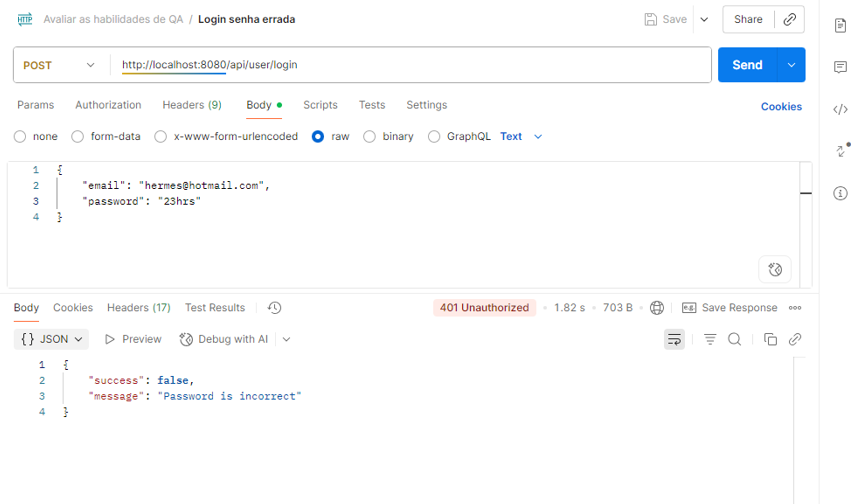 HTTP Avaliar as habilidades de QA / Login senha errada Save Share
POST http://localhost:8080/api/user/login Send
Params Authorization Headers (9) Body Scripts Tests Settings Cookies
none form-data x-www-form-urlencoded raw binary GraphQL Text
1 {
2 "email": "hermes@hotmail.com",
3 "password": "23hrs"
4 }
Body Cookies Headers (17) Test Results 401 Unauthorized • 1.82 s • 703 B • e.g. Save Response
{} JSON Preview Debug with AI
1 {
2 "success": false,
3 "message": "Password is incorrect"
4 }